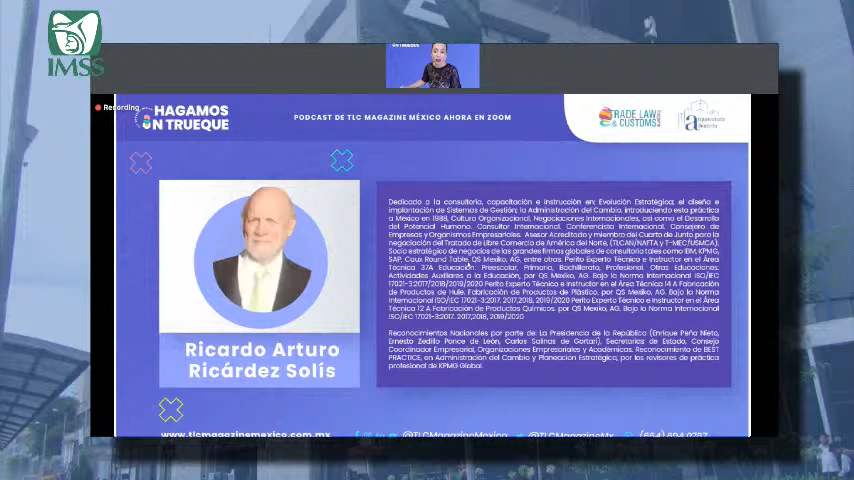 IMSS
ON TRUEQUE
Recording
HAGAMOS
UN TRUEQUE
PODCAST DE TLC MAGAZINE MÉXICO AHORA EN ZOOM
TRADE LAW
& CUSTOMS
Dedicado a la consultoría, capacitación e instrucción en: Evolución Estratégica; el diseño e
implantación de Sistemas de Gestión; la Administración del Cambio, introduciendo esta práctica
a México en 1988, Cultura Organizacional, Negociaciones Internacionales, así como el Desarrollo
del Potencial Humano. Consultor Internacional. Conferencista Internacional. Consejero de
Empresas y Organismos Empresariales. Asesor Acreditado y miembro del Cuarto de Junto para la
negociación del Tratado de Libre Comercio de América del Norte, (TLCAN/NAFTA y T-MEC/USMCA).
Socio estratégico de negocios de las grandes firmas globales de consultoría tales como IBM, KPMG,
SAP, Caux Round Table, QS Mexiko, AG, entre otras. Perito Experto Técnico e Instructor en el Área
Técnica 37A Educación: Preescolar, Primaria, Bachillerato, Profesional. Otras Educaciones.
Actividades Auxiliares a la Educación, por QS Mexiko, AG. Bajo la Norma Internacional ISO/IEC
17021-3:2017/2018/2019/2020 Perito Experto Técnico e Instructor en el Área Técnica 14 A Fabricación
de Productos de Hule. Fabricación de Productos de Plástico. por QS Mexiko, AG. Bajo la Norma
Internacional ISO/IEC 17021-3:2017. 2017,2018, 2019/2020 Perito Experto Técnico e Instructor en el Área
Técnica 12 A Fabricación de Productos Químicos. por QS Mexiko, AG. Bajo la Norma Internacional
ISO/IEC 17021-3:2017. 2017,2018, 2019/2020
Reconocimientos Nacionales por parte de: La Presidencia de la República (Enrique Peña Nieto,
Ernesto Zedillo Ponce de León, Carlos Salinas de Gortari), Secretarías de Estado, Consejo
Coordinador Empresarial, Organizaciones Empresariales y Académicas. Reconocimiento de BEST
PRACTICE, en Administración del Cambio y Planeación Estratégica, por los revisores de práctica
profesional de KPMG Global.
Ricardo Arturo
Ricárdez Solís
www.tlcmagazinemexico.com.mx
@TLCMagazineMexico
@TLCMagazineMx